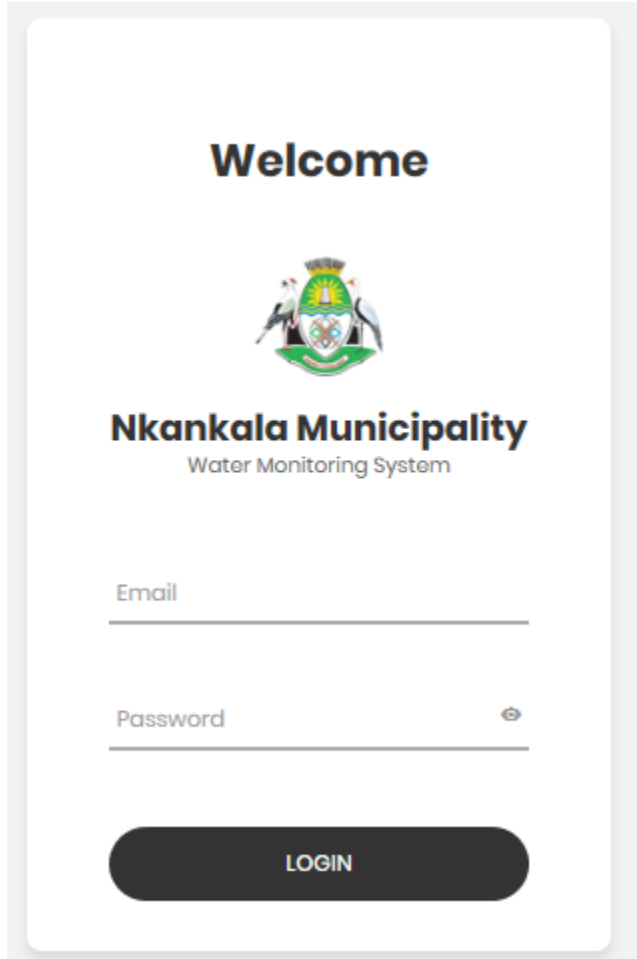 Welcome
Nkankala Municipality
Water Monitoring System
Email
Password
LOGIN